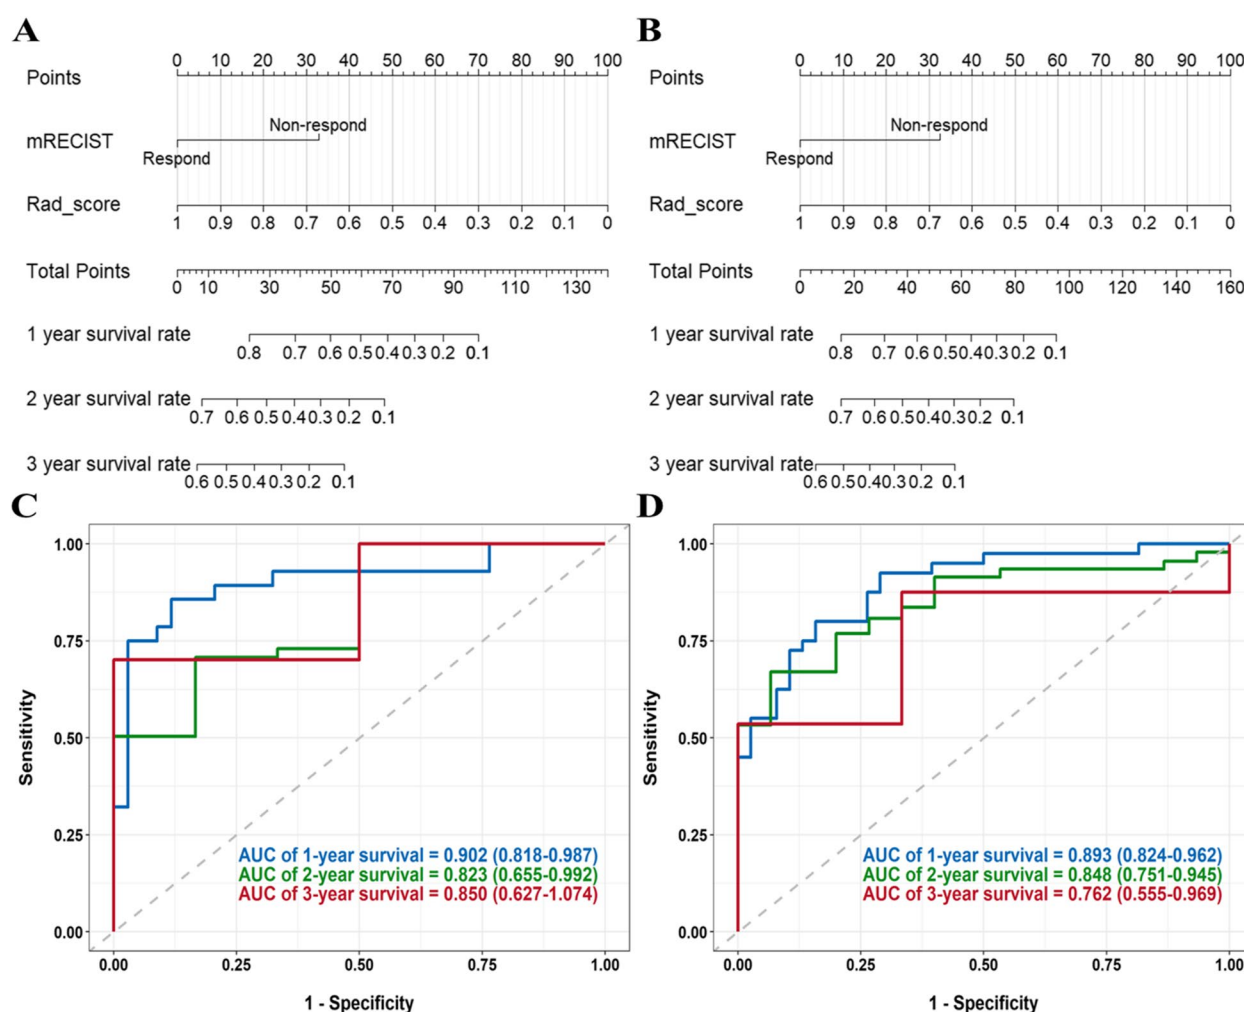 A
Points 0 10 20 30 40 50 60 70 80 90 100
Non-respond
mRECIST
Respond
Rad_score
1 0.9 0.8 0.7 0.6 0.5 0.4 0.3 0.2 0.1 0
Total Points
0 10 30 50 70 90 110 130
1 year survival rate
0.8 0.7 0.6 0.5 0.4 0.3 0.2 0.1
2 year survival rate
0.7 0.6 0.5 0.4 0.3 0.2 0.1
3 year survival rate
0.6 0.5 0.4 0.3 0.2 0.1
B
Points 0 10 20 30 40 50 60 70 80 90 100
Non-respond
mRECIST
Respond
Rad_score
1 0.9 0.8 0.7 0.6 0.5 0.4 0.3 0.2 0.1 0
Total Points
0 20 40 60 80 100 120 140 160
1 year survival rate
0.8 0.7 0.6 0.5 0.4 0.3 0.2 0.1
2 year survival rate
0.7 0.6 0.5 0.4 0.3 0.2 0.1
3 year survival rate
0.6 0.5 0.4 0.3 0.2 0.1
C
1.00
0.75
0.50
0.25
0.00
Sensitivity
AUC of 1-year survival = 0.902 (0.818-0.987)
AUC of 2-year survival = 0.823 (0.655-0.992)
AUC of 3-year survival = 0.850 (0.627-1.074)
0.00 0.25 0.50 0.75 1.00
1 - Specificity
D
1.00
0.75
0.50
0.25
0.00
Sensitivity
AUC of 1-year survival = 0.893 (0.824-0.962)
AUC of 2-year survival = 0.848 (0.751-0.945)
AUC of 3-year survival = 0.762 (0.555-0.969)
0.00 0.25 0.50 0.75 1.00
1 - Specificity